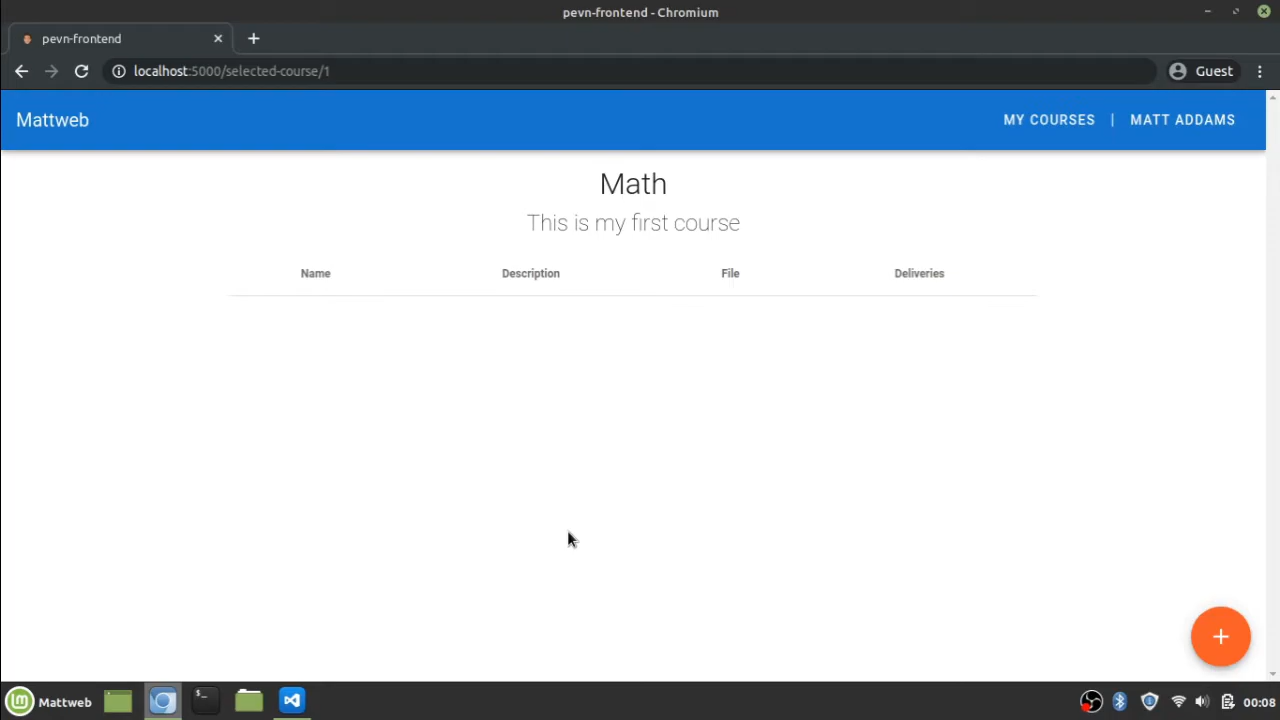 pevn-frontend - Chromium
pevn-frontend
localhost:5000/selected-course/1
Guest
Mattweb
MY COURSES | MATT ADDAMS
Math
This is my first course
Name Description File Deliveries
+
Mattweb
00:08